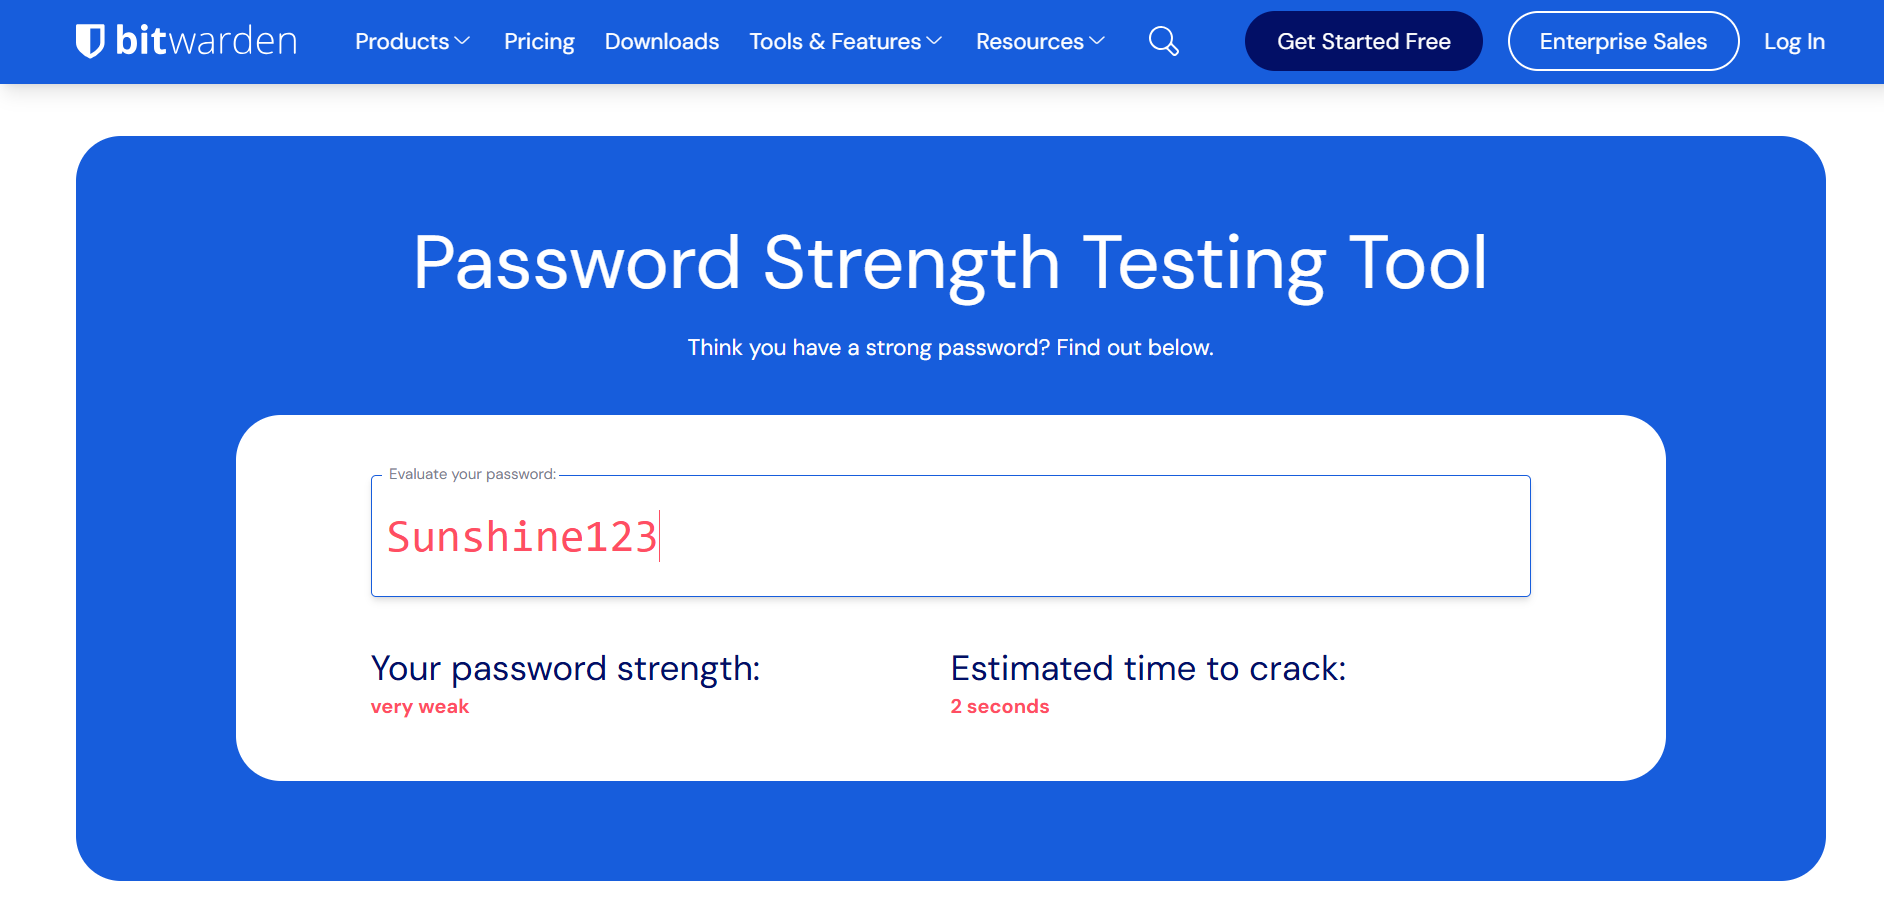 bitwarden Products Pricing Downloads Tools & Features Resources Get Started Free Enterprise Sales Log In
Password Strength Testing Tool
Think you have a strong password? Find out below.
Evaluate your password:
Sunshine123
Your password strength:
very weak
Estimated time to crack:
2 seconds